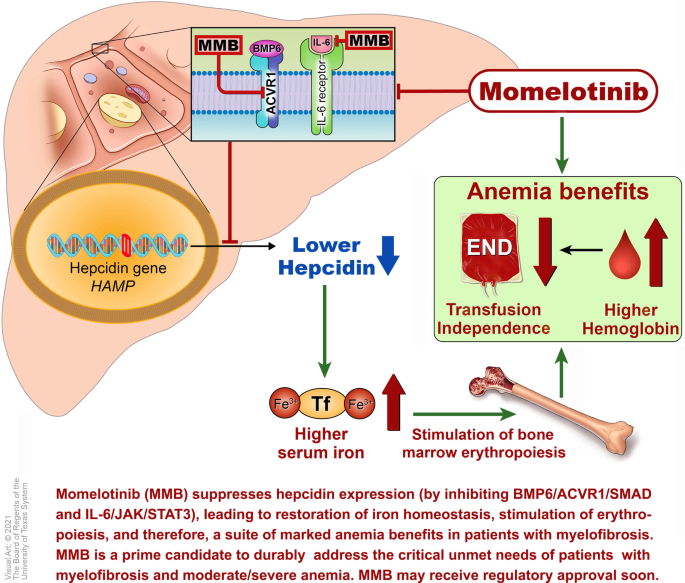 MMB
BMP6
IL-6
MMB
ACVR1
IL-6 receptor
Momelotinib
Anemia benefits
END
Transfusion
Independence
Higher
Hemoglobin
Hepcidin gene
HAMP
Lower
Hepcidin
Fe3+
Tf
Fe3+
Higher
serum iron
Stimulation of bone
marrow erythropoiesis
Visual Art: © 2021
The Board of Regents of the
University of Texas System
Momelotinib (MMB) suppresses hepcidin expression (by inhibiting BMP6/ACVR1/SMAD
and IL-6/JAK/STAT3), leading to restoration of iron homeostasis, stimulation of erythro-
poiesis, and therefore, a suite of marked anemia benefits in patients with myelofibrosis.
MMB is a prime candidate to durably address the critical unmet needs of patients with
myelofibrosis and moderate/severe anemia. MMB may receive regulatory approval soon.